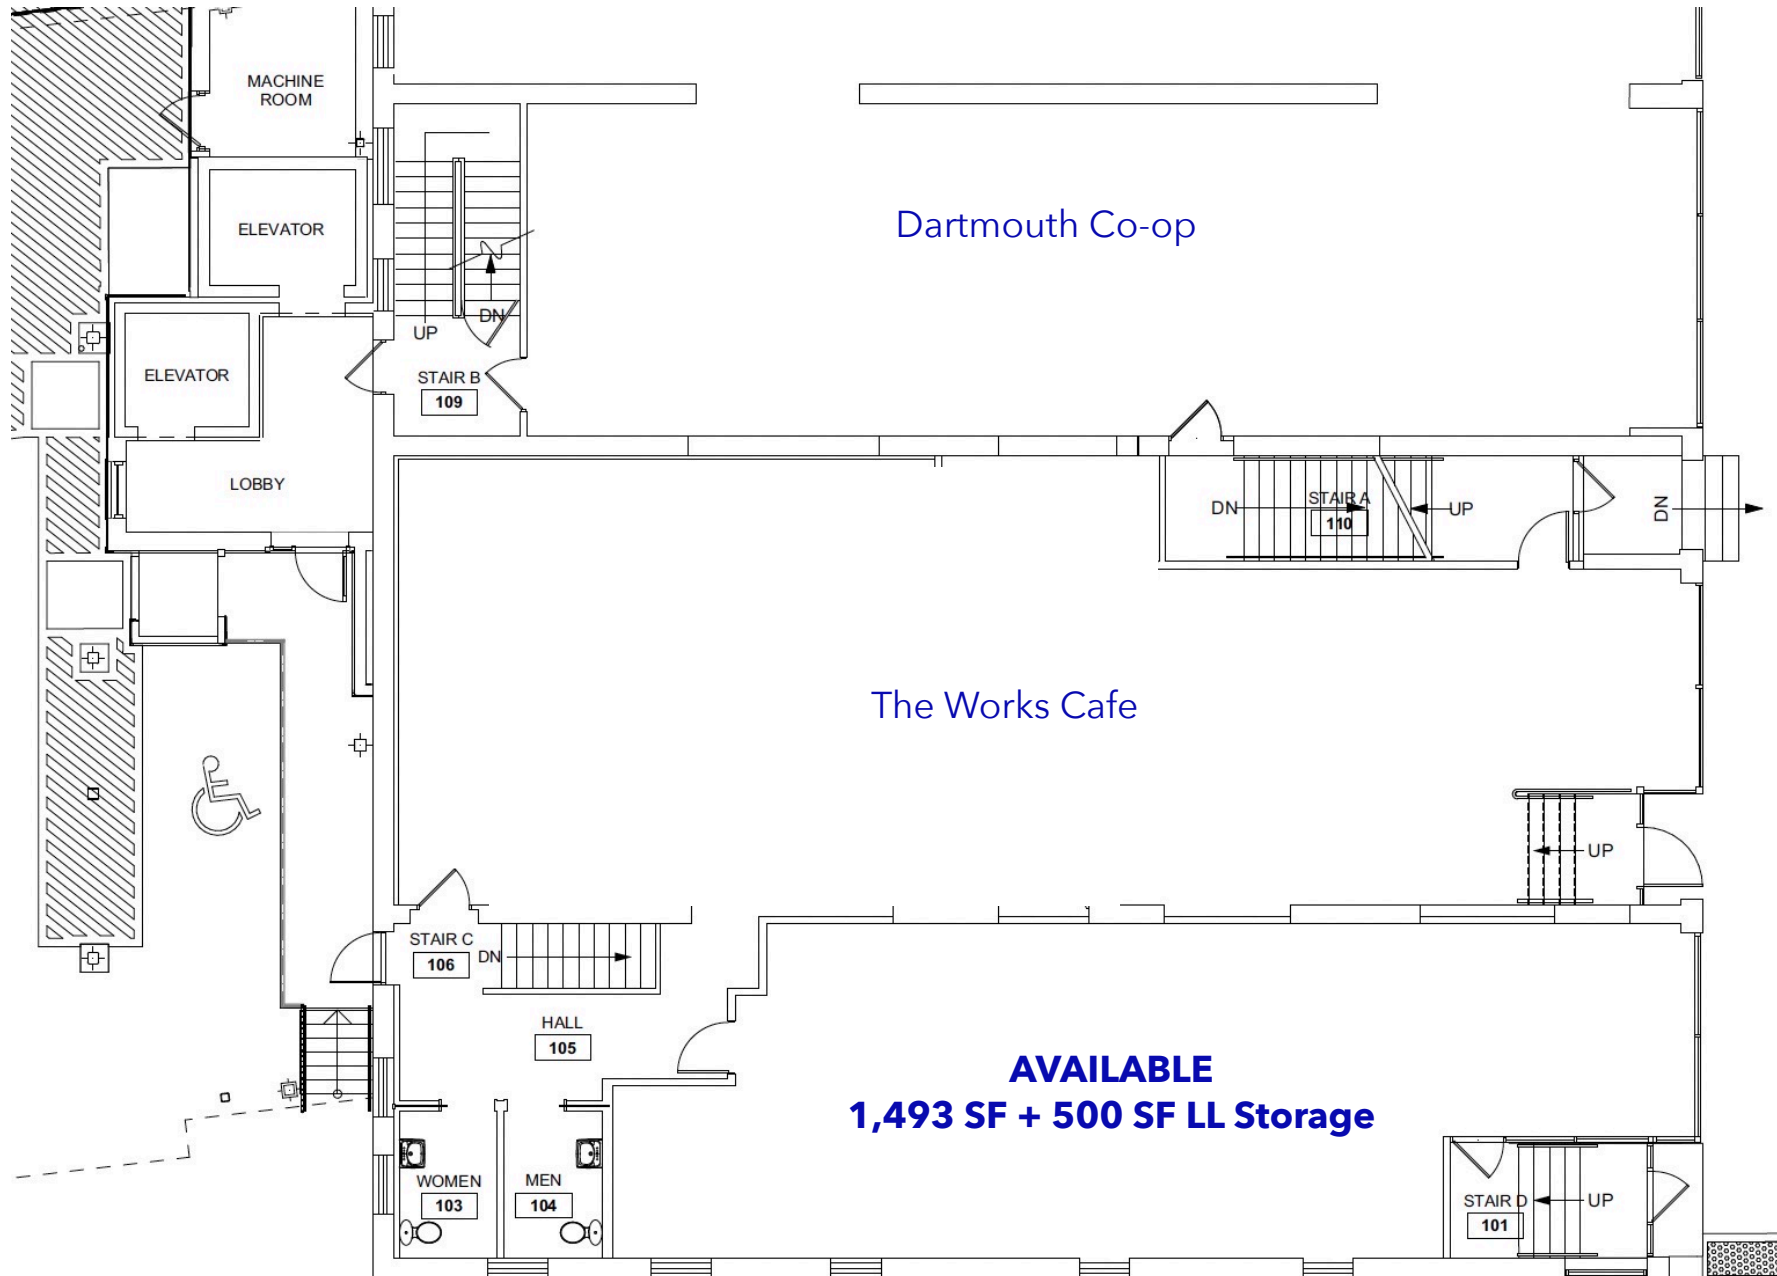 MACHINE
ROOM
ELEVATOR
Dartmouth Co-op
UP
DN
ELEVATOR
STAIR B
109
LOBBY
DN
STAIR A
110
UP
DN
The Works Cafe
UP
STAIR C
106
DN
HALL
105
AVAILABLE
1,493 SF + 500 SF LL Storage
WOMEN
103
MEN
104
STAIR D
101
UP